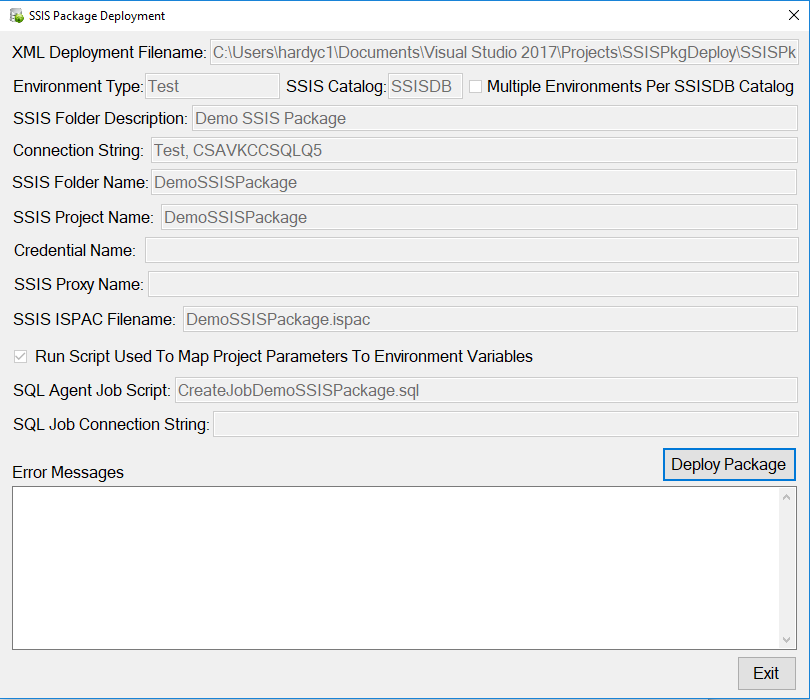 SSIS Package Deployment
XML Deployment Filename: C:\Users\hardyc1\Documents\Visual Studio 2017\Projects\SSISPkgDeploy\SSISPk
Environment Type: Test SSIS Catalog: SSISDB Multiple Environments Per SSISDB Catalog
SSIS Folder Description: Demo SSIS Package
Connection String: Test, CSAVKCCSQLQ5
SSIS Folder Name: DemoSSISPackage
SSIS Project Name: DemoSSISPackage
Credential Name:
SSIS Proxy Name:
SSIS ISPAC Filename: DemoSSISPackage.ispac
Run Script Used To Map Project Parameters To Environment Variables
SQL Agent Job Script: CreateJobDemoSSISPackage.sql
SQL Job Connection String:
Deploy Package
Error Messages
Exit